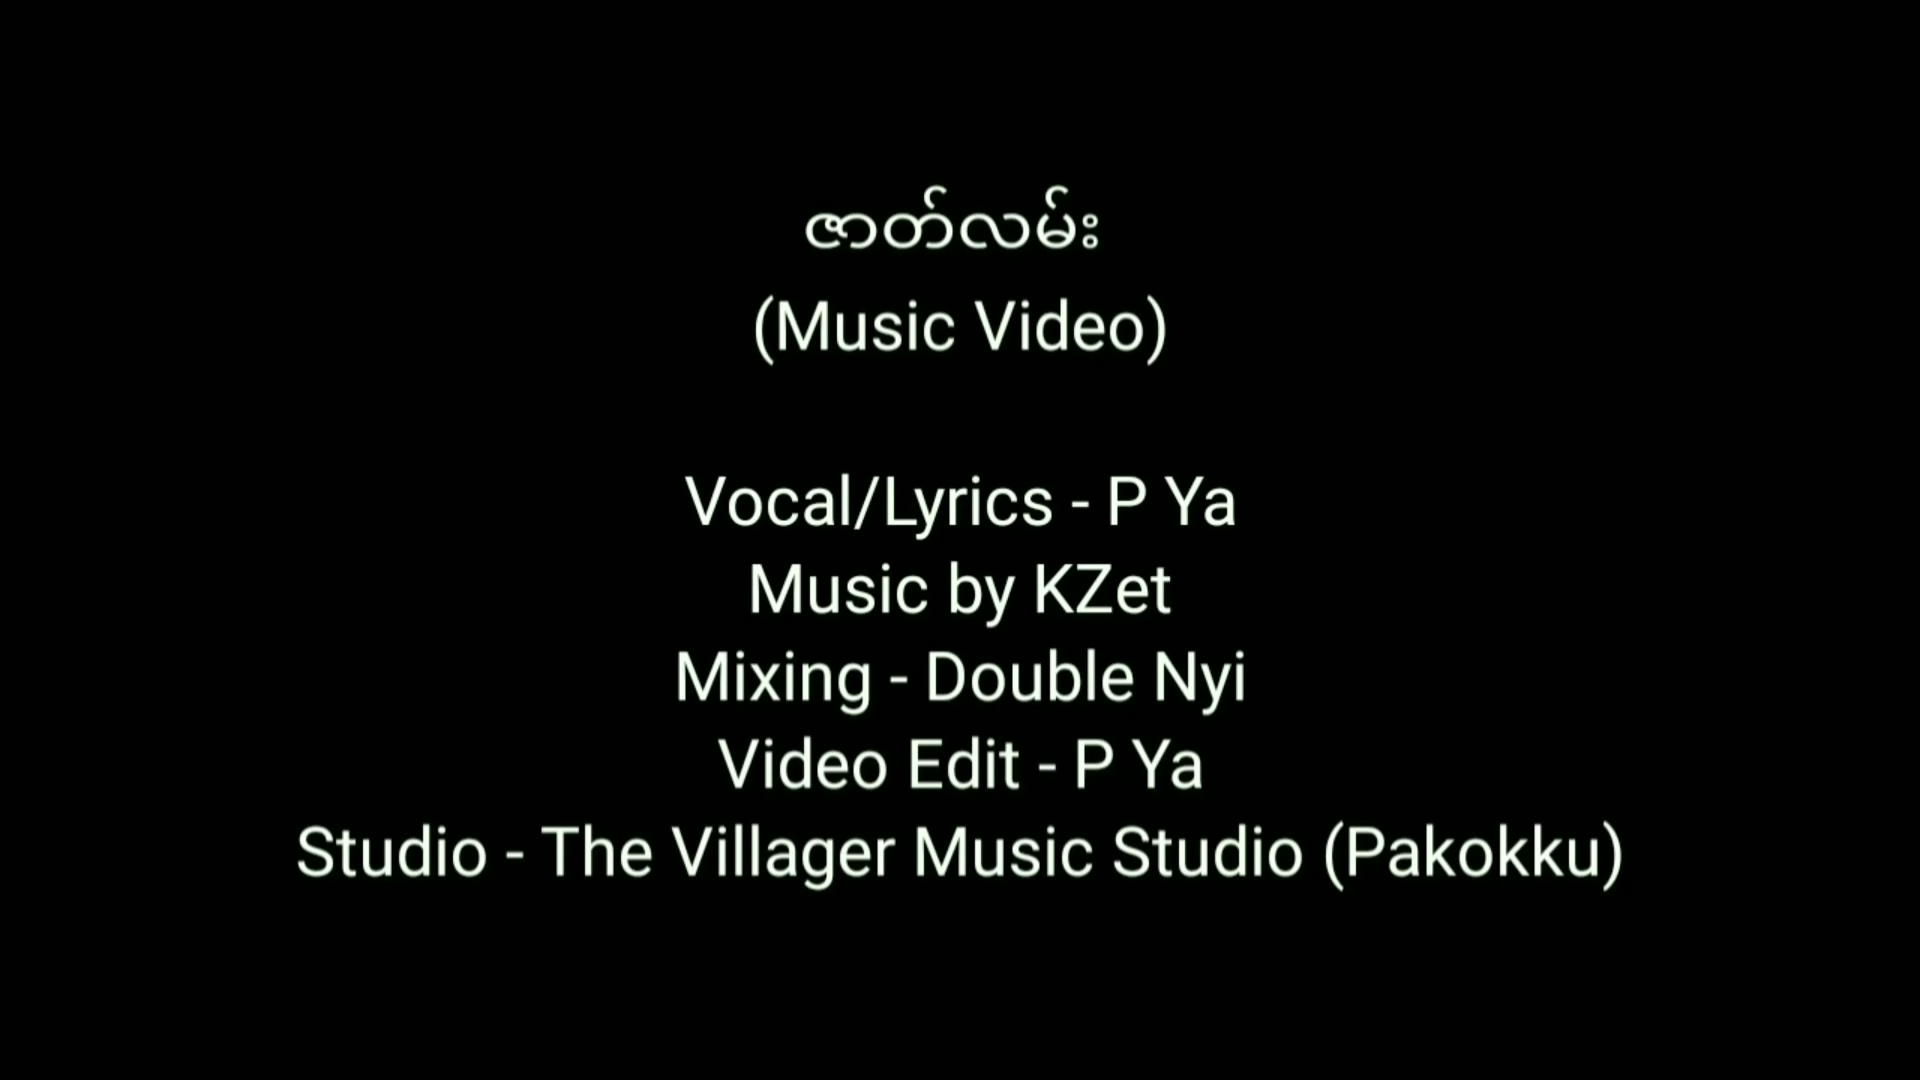 ဇာတ်လမ်း
(Music Video)
Vocal/Lyrics - P Ya
Music by KZet
Mixing - Double Nyi
Video Edit - P Ya
Studio - The Villager Music Studio (Pakokku)